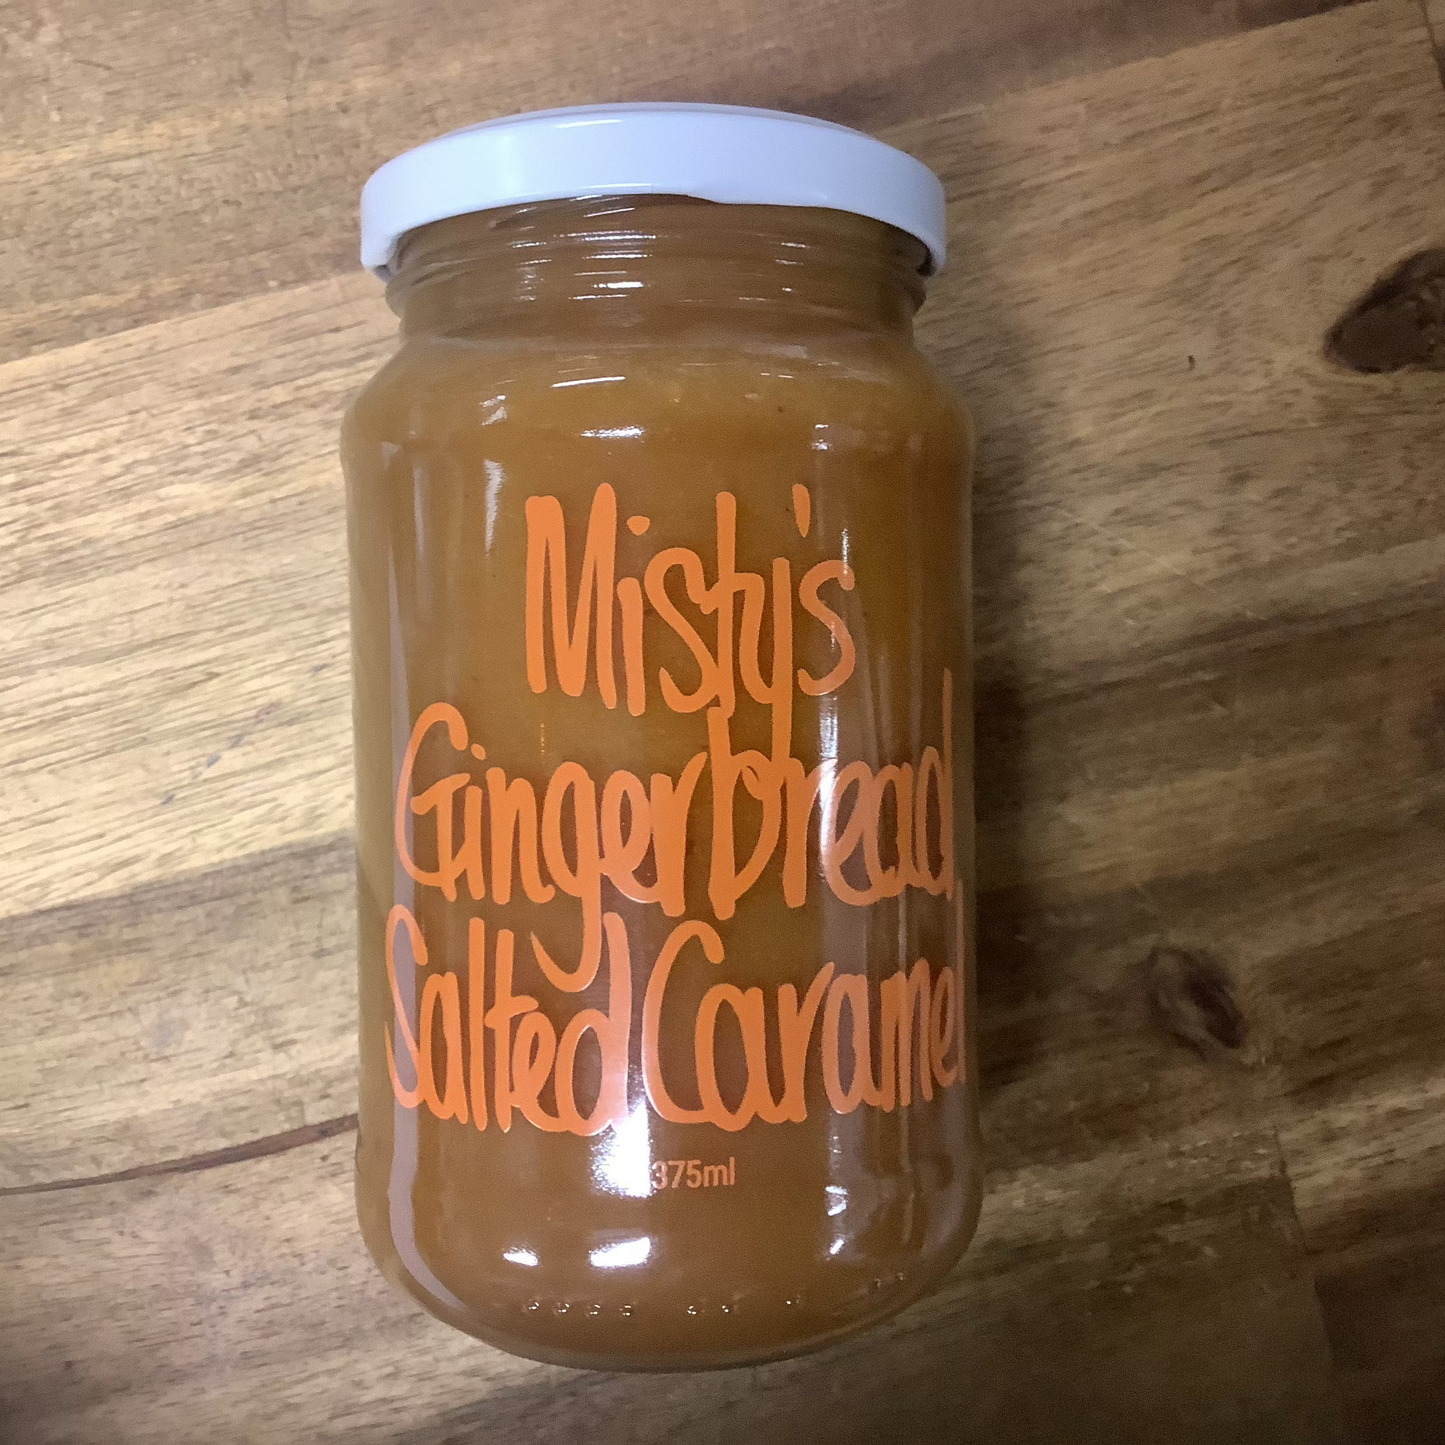 Misty's
Gingerbread
Salted Caramel
375ml